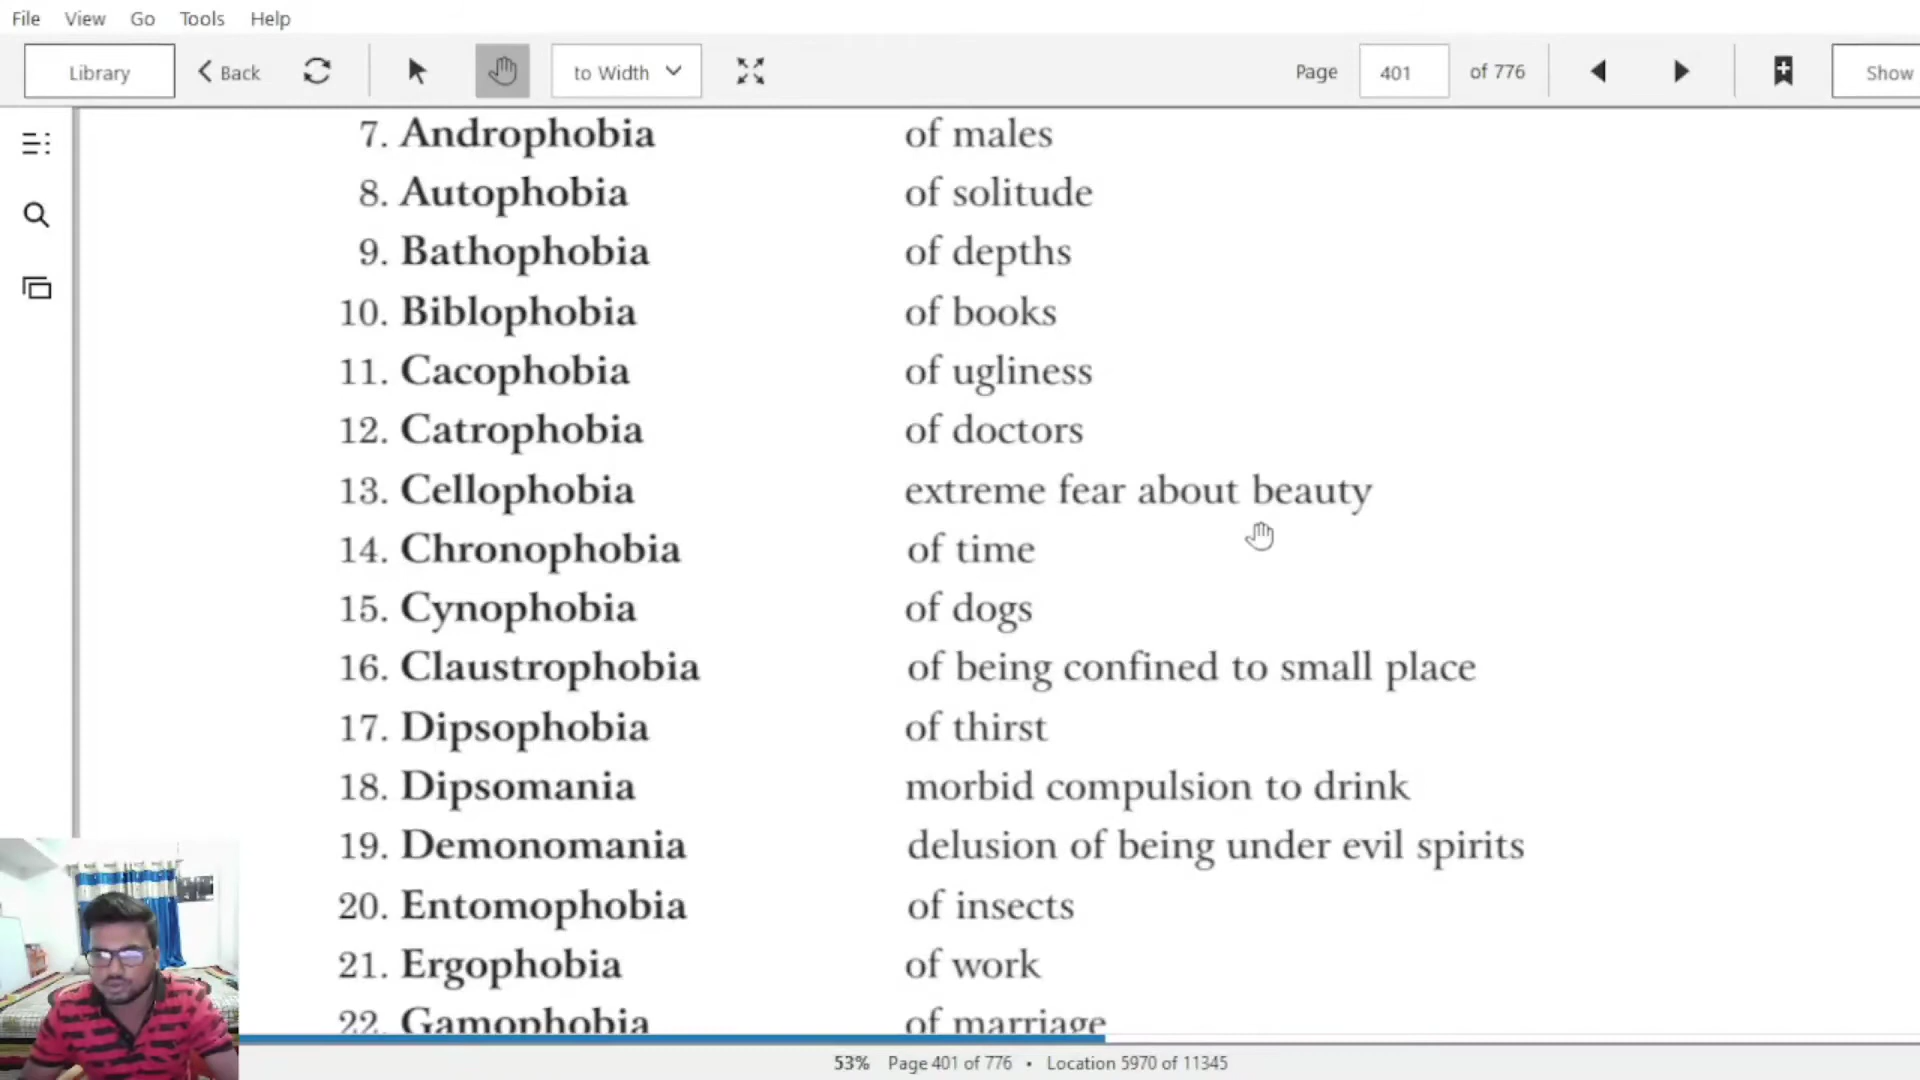 File View Go Tools Help
Library Back to Width Page 401 of 776 Show
7. Androphobia of males
8. Autophobia of solitude
9. Bathophobia of depths
10. Biblophobia of books
11. Cacophobia of ugliness
12. Catrophobia of doctors
13. Cellophobia extreme fear about beauty
14. Chronophobia of time
15. Cynophobia of dogs
16. Claustrophobia of being confined to small place
17. Dipsophobia of thirst
18. Dipsomania morbid compulsion to drink
19. Demonomania delusion of being under evil spirits
20. Entomophobia of insects
21. Ergophobia of work
22. Gamophobia of marriage
53% Page 401 of 776 • Location 5970 of 11345